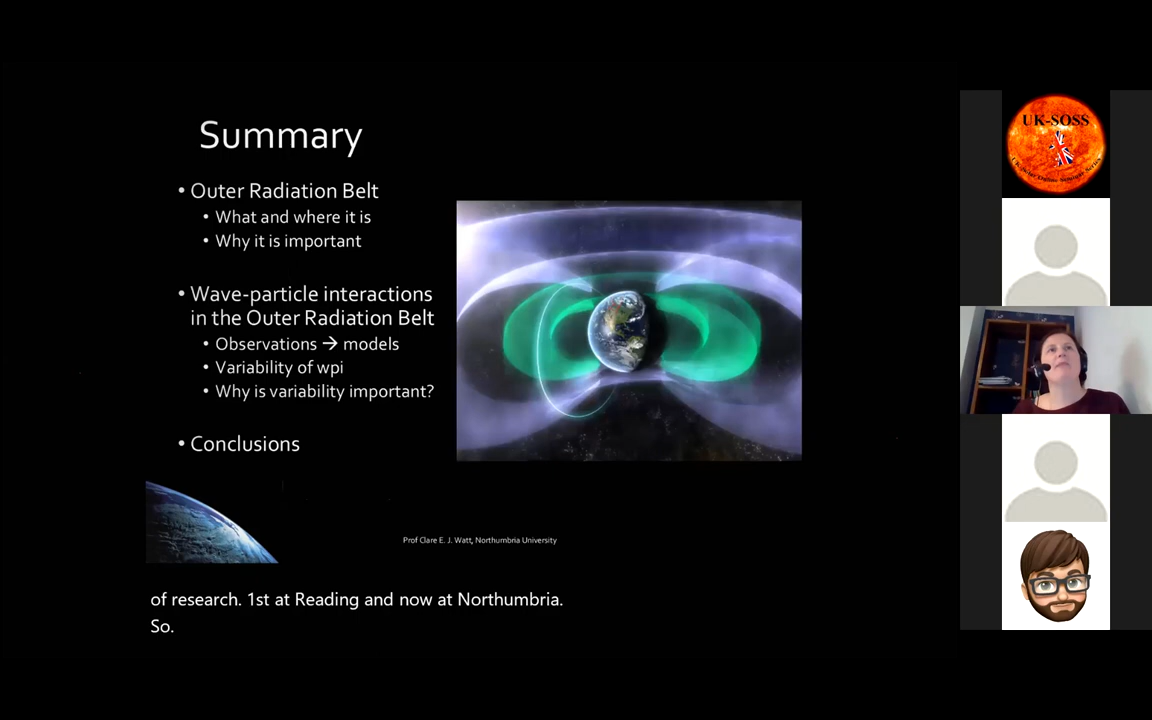 Summary
• Outer Radiation Belt
• What and where it is
• Why it is important
• Wave-particle interactions
in the Outer Radiation Belt
• Observations → models
• Variability of wpi
• Why is variability important?
• Conclusions
Prof Clare E. J. Watt, Northumbria University
of research. 1st at Reading and now at Northumbria.
So.
UK-SOSS